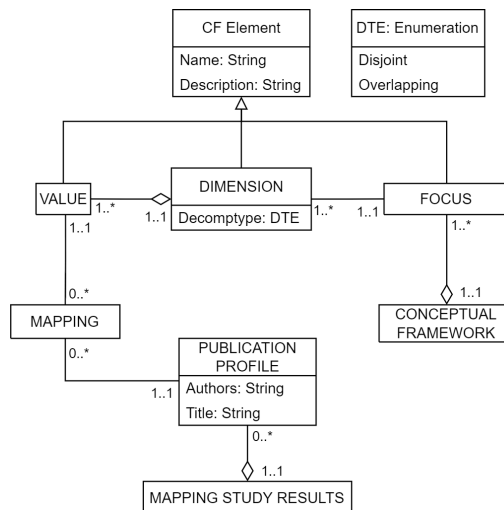 CF Element
Name: String
Description: String
DTE: Enumeration
Disjoint
Overlapping
VALUE
1..*
1..1
DIMENSION
Decomptype: DTE
1..*
1..1
FOCUS
1..1
1..*
0..*
1..1
MAPPING
CONCEPTUAL
FRAMEWORK
0..*
1..1
PUBLICATION
PROFILE
Authors: String
Title: String
0..*
1..1
MAPPING STUDY RESULTS